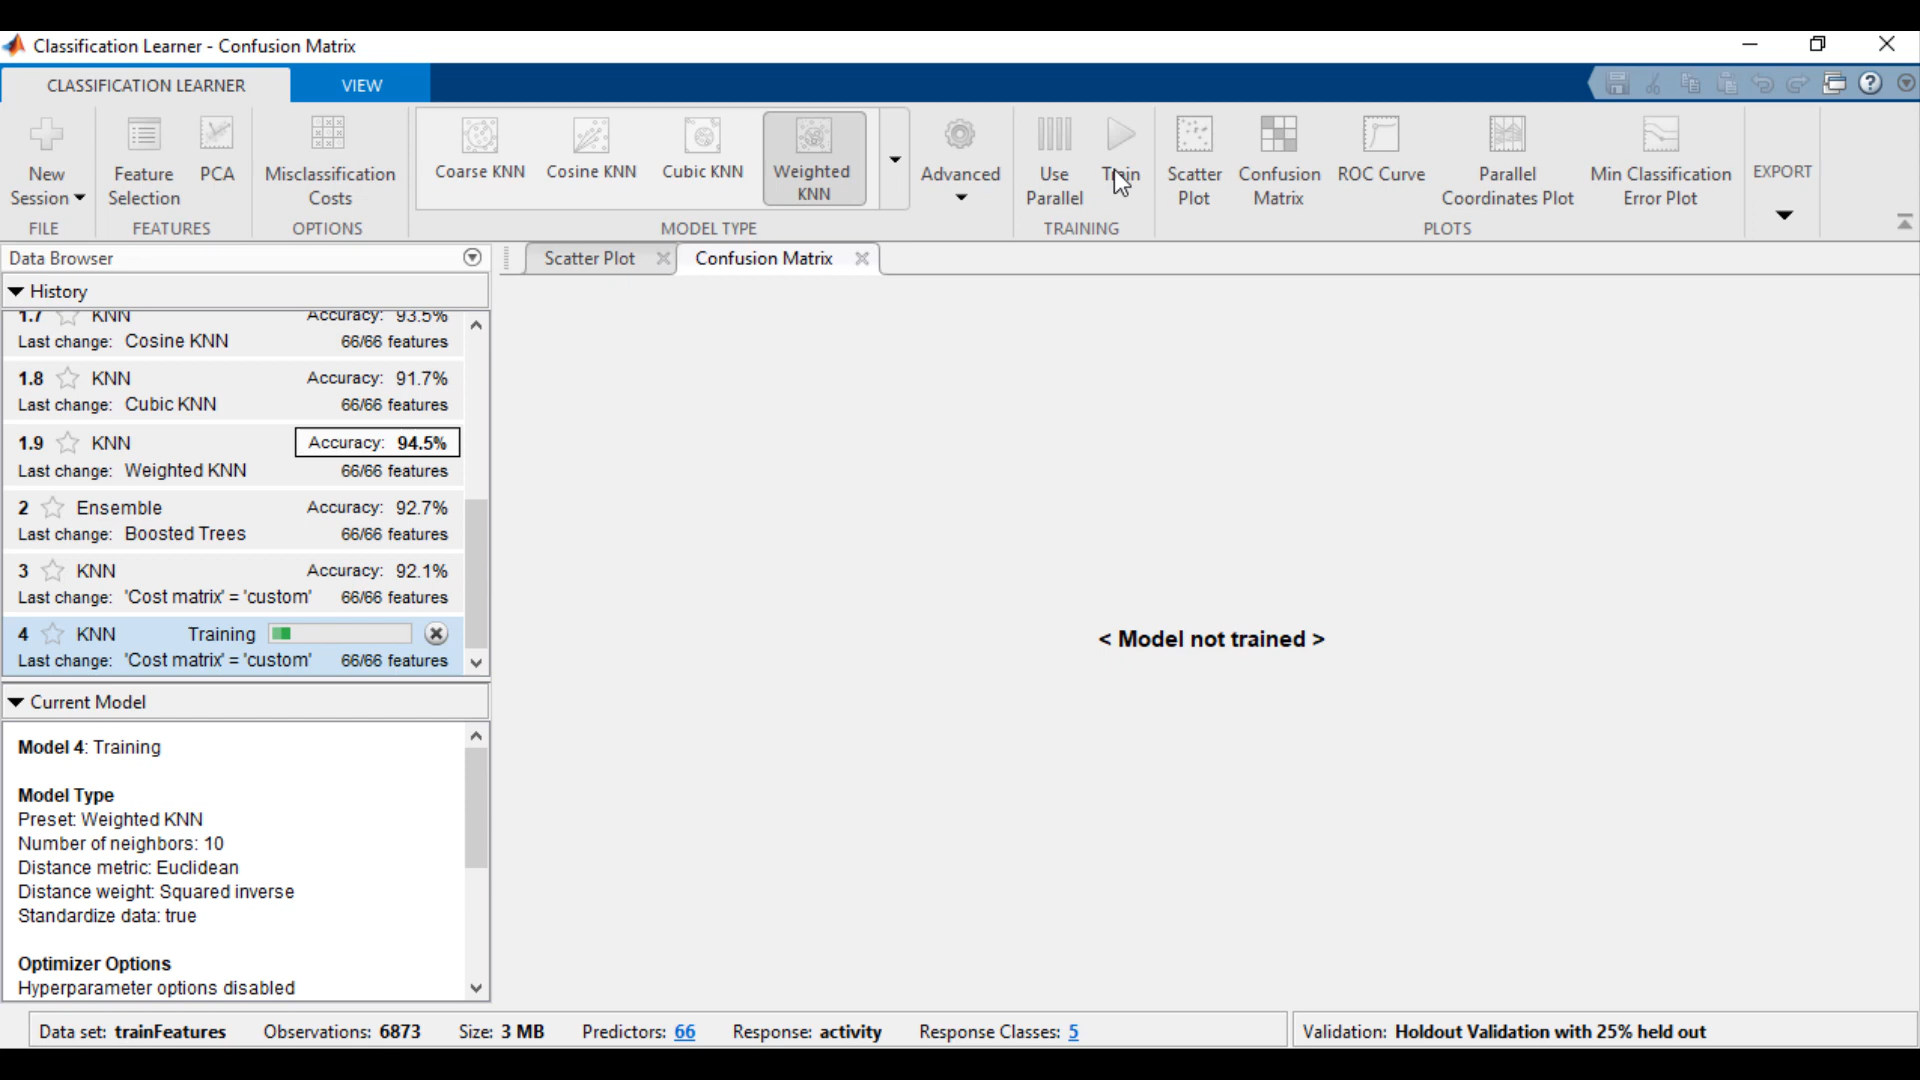 Classification Learner - Confusion Matrix
CLASSIFICATION LEARNER
VIEW
New Session
FILE
Feature Selection
PCA
FEATURES
Misclassification Costs
OPTIONS
Coarse KNN
Cosine KNN
Cubic KNN
Weighted KNN
MODEL TYPE
Advanced
Use Parallel
Train
TRAINING
Scatter Plot
Confusion Matrix
ROC Curve
Parallel Coordinates Plot
Min Classification Error Plot
PLOTS
EXPORT
Data Browser
Scatter Plot
Confusion Matrix
History
1.7 KNN Accuracy: 93.5%
Last change: Cosine KNN 66/66 features
1.8 KNN Accuracy: 91.7%
Last change: Cubic KNN 66/66 features
1.9 KNN Accuracy: 94.5%
Last change: Weighted KNN 66/66 features
2 Ensemble Accuracy: 92.7%
Last change: Boosted Trees 66/66 features
3 KNN Accuracy: 92.1%
Last change: 'Cost matrix' = 'custom' 66/66 features
4 KNN Training
Last change: 'Cost matrix' = 'custom' 66/66 features
< Model not trained >
Current Model
Model 4: Training
Model Type
Preset: Weighted KNN
Number of neighbors: 10
Distance metric: Euclidean
Distance weight: Squared inverse
Standardize data: true
Optimizer Options
Hyperparameter options disabled
Data set: trainFeatures Observations: 6873 Size: 3 MB Predictors: 66 Response: activity Response Classes: 5
Validation: Holdout Validation with 25% held out